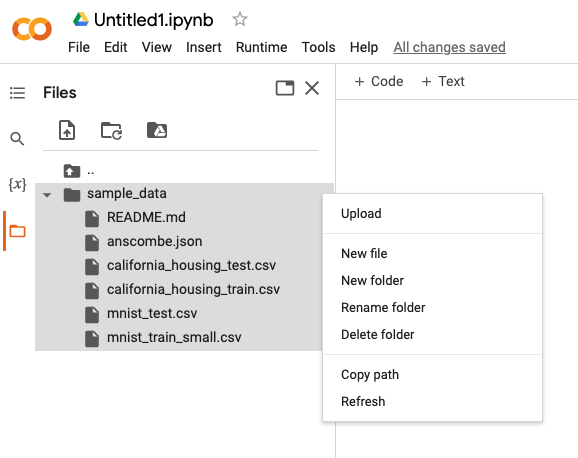 Untitled1.ipynb
File Edit View Insert Runtime Tools Help All changes saved
Files
+ Code + Text
..
{x}
sample_data
README.md
anscombe.json
california_housing_test.csv
california_housing_train.csv
mnist_test.csv
mnist_train_small.csv
Upload
New file
New folder
Rename folder
Delete folder
Copy path
Refresh